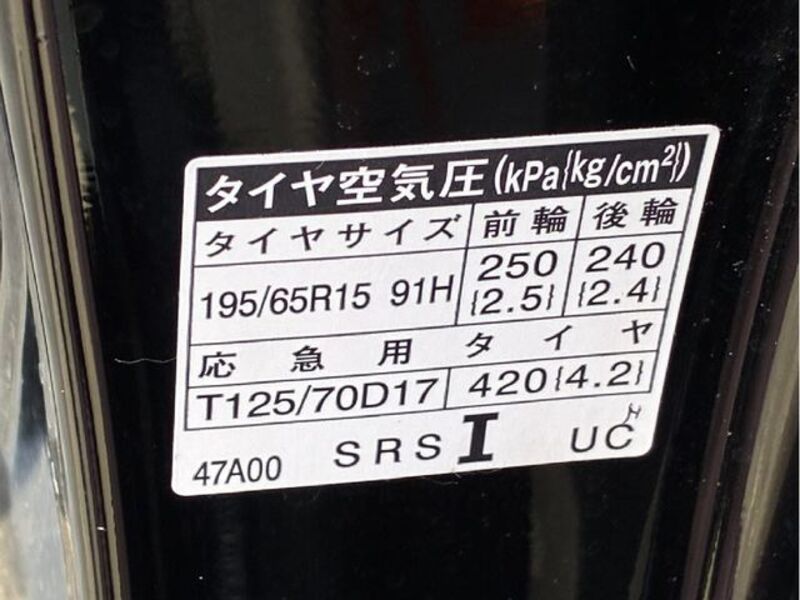 タイヤ空気圧(kPa{kg/cm²})
タイヤサイズ 前輪 後輪
195/65R15 91H 250{2.5} 240{2.4}
応急用タイヤ
T125/70D17 420{4.2}
47A00 SRS I UC